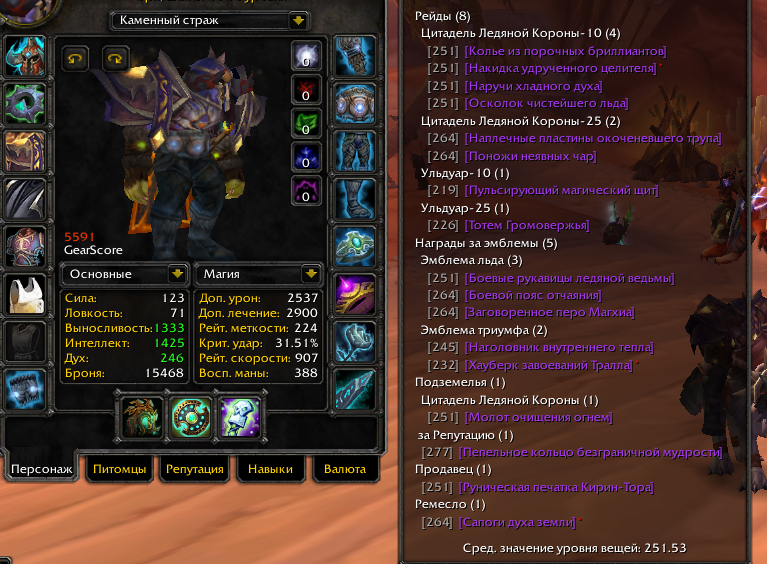 Каменный страж
0
0
0
0
0
5591
GearScore
Основные
Магия
Сила: 123
Ловкость: 71
Выносливость: 1333
Интеллект: 1425
Дух: 246
Броня: 15468
Доп. урон: 2537
Доп. лечение: 2900
Рейт. меткости: 224
Крит. удар: 31.51%
Рейт. скорости: 907
Восп. маны: 388
Персонаж
Питомцы
Репутация
Навыки
Валюта
Рейды (8)
Цитадель Ледяной Короны-10 (4)
[251] [Колье из порочных бриллиантов]
[251] [Накидка удрученного целителя]
[251] [Наручи хладного духа]
[251] [Осколок чистейшего льда]
Цитадель Ледяной Короны-25 (2)
[264] [Наплечные пластины окоченевшего трупа]
[264] [Поножи неявных чар]
Ульдуар-10 (1)
[219] [Пульсирующий магический щит]
Ульдуар-25 (1)
[226] [Тотем Громовержья]
Награды за эмблемы (5)
Эмблема льда (3)
[251] [Боевые рукавицы ледяной ведьмы]
[264] [Боевой пояс отчаяния]
[264] [Заговоренное перо Магхиа]
Эмблема триумфа (2)
[245] [Наголовник внутреннего тепла]
[232] [Хауберк завоеваний Тралла]
Подземелья (1)
Цитадель Ледяной Короны (1)
[251] [Молот очищения огнем]
за Репутацию (1)
[277] [Пепельное кольцо безграничной мудрости]
Продавец (1)
[251] [Руническая печатка Кирин-Тора]
Ремесло (1)
[264] [Сапоги духа земли]
Сред. значение уровня вещей: 251.53